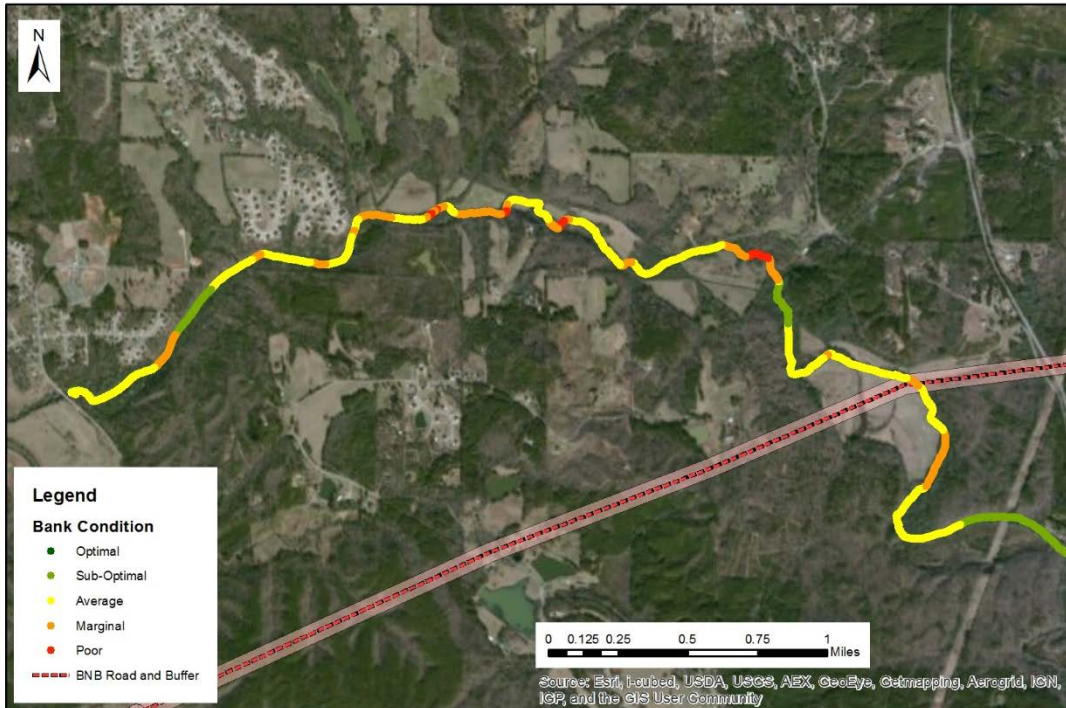 N
Legend
Bank Condition
Optimal
Sub-Optimal
Average
Marginal
Poor
BNB Road and Buffer
0 0.125 0.25 0.5 0.75 1
Miles
Source: Esri, i-cubed, USDA, USGS, AEX, GeoEye, Getmapping, Aerogrid, IGN,
IGP, and the GIS User Community